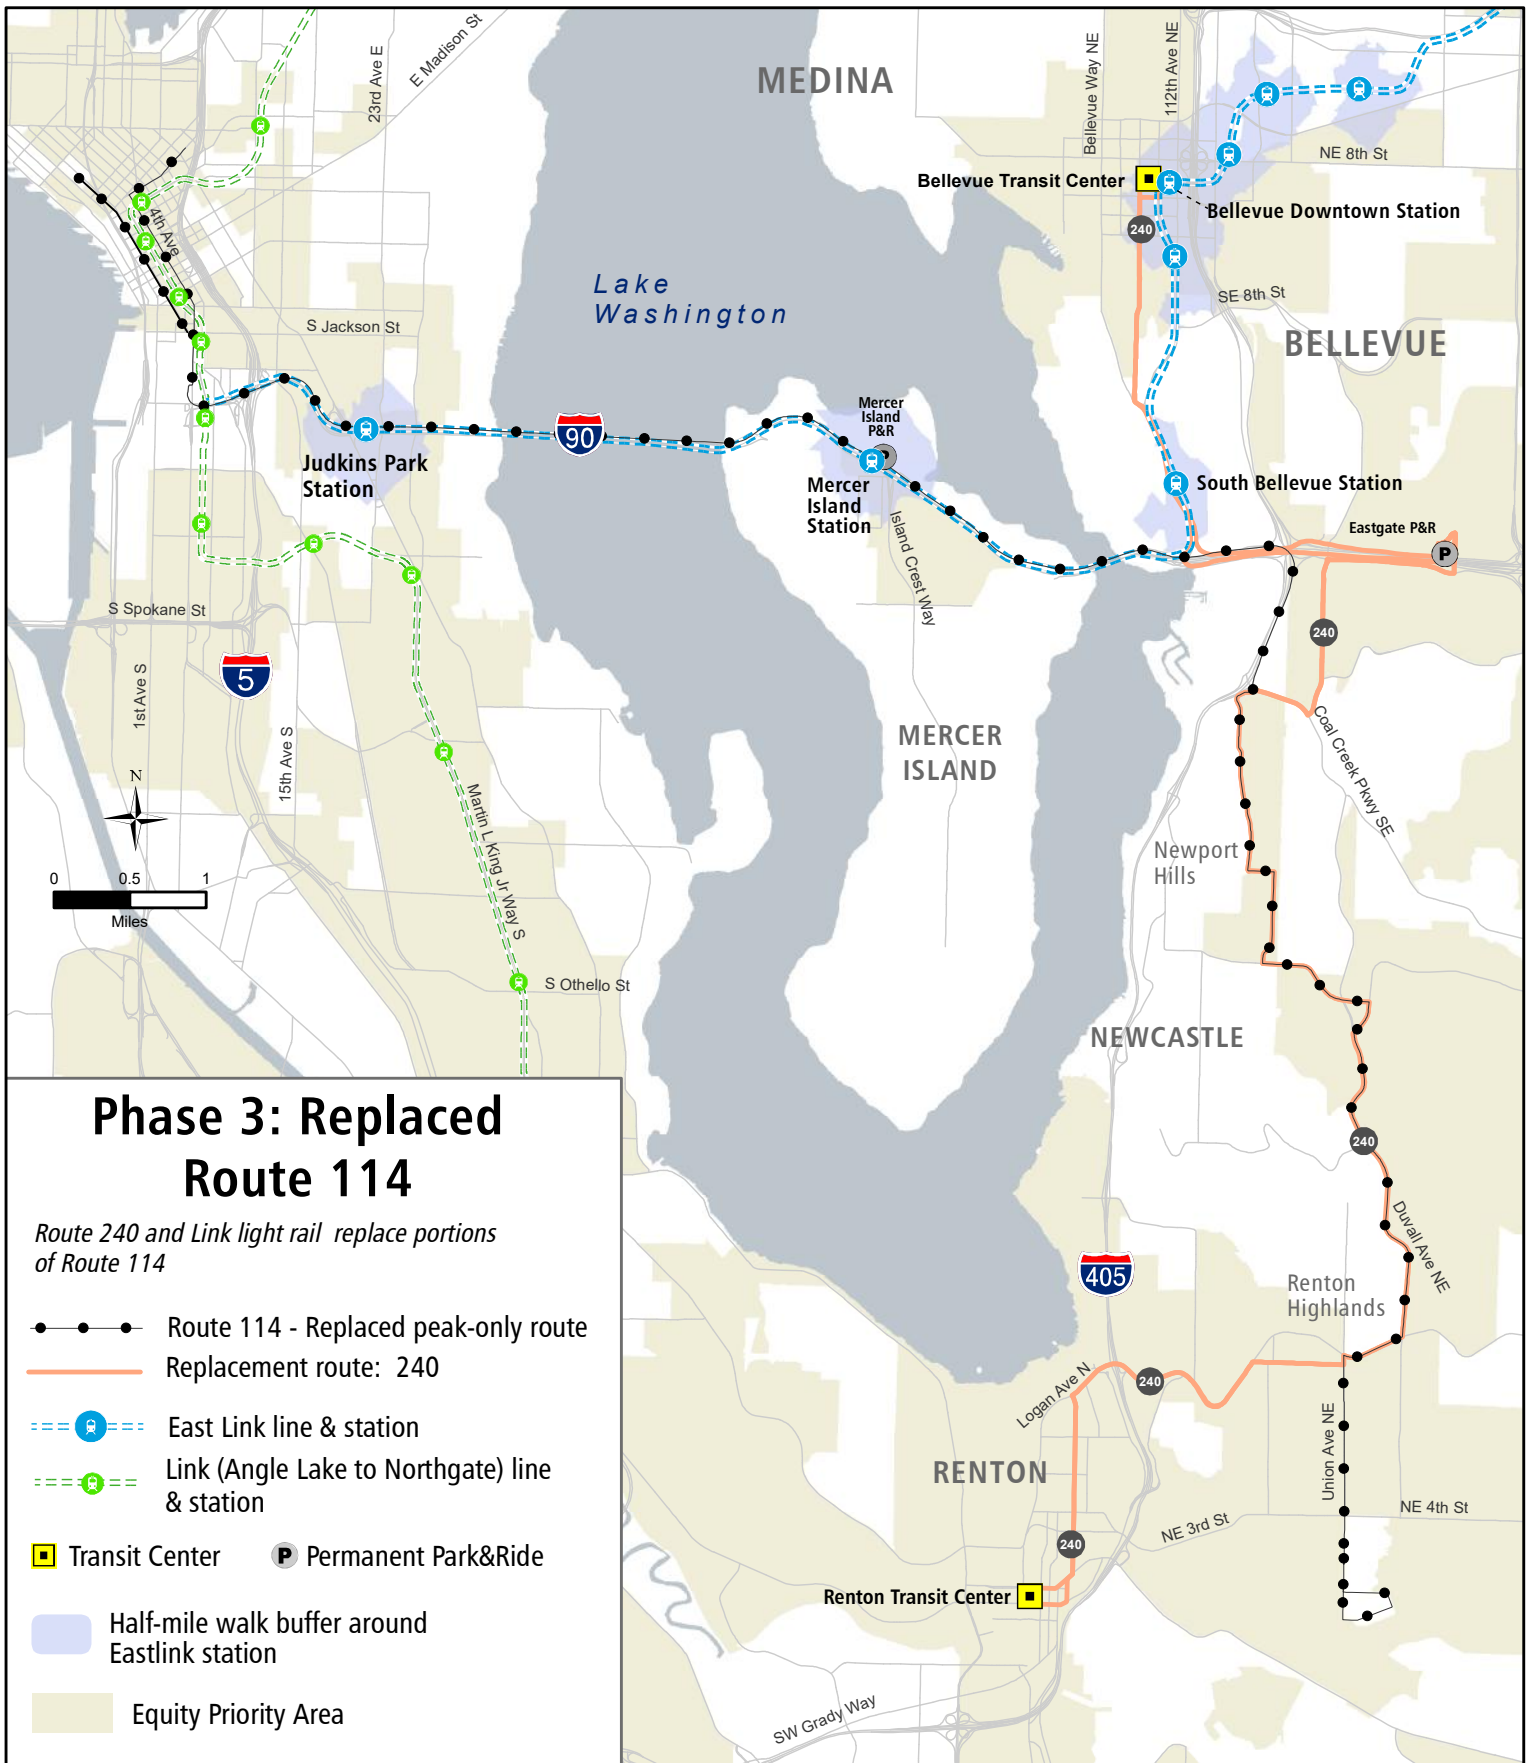 MEDINA
23rd Ave E
E Madison St
Bellevue Way NE
112th Ave NE
NE 8th St
Bellevue Transit Center
Bellevue Downtown Station
4th Ave
240
Lake
Washington
SE 8th St
S Jackson St
BELLEVUE
90
Mercer
Island
P&R
P
Judkins Park
Station
Mercer
Island
Station
South Bellevue Station
Island Crest Way
Eastgate P&R
P
S Spokane St
240
5
1st Ave S
15th Ave S
MERCER
ISLAND
Coal Creek Pkwy SE
N
Martin L King Jr Way S
Newport
Hills
0 0.5 1
Miles
S Othello St
NEWCASTLE
240
Duvall Ave NE
405
Renton
Highlands
Logan Ave N
240
Union Ave NE
RENTON
NE 4th St
NE 3rd St
240
Renton Transit Center
SW Grady Way
Phase 3: Replaced
Route 114
Route 240 and Link light rail replace portions
of Route 114
Route 114 - Replaced peak-only route
Replacement route: 240
East Link line & station
Link (Angle Lake to Northgate) line
& station
Transit Center
P Permanent Park&Ride
Half-mile walk buffer around
Eastlink station
Equity Priority Area